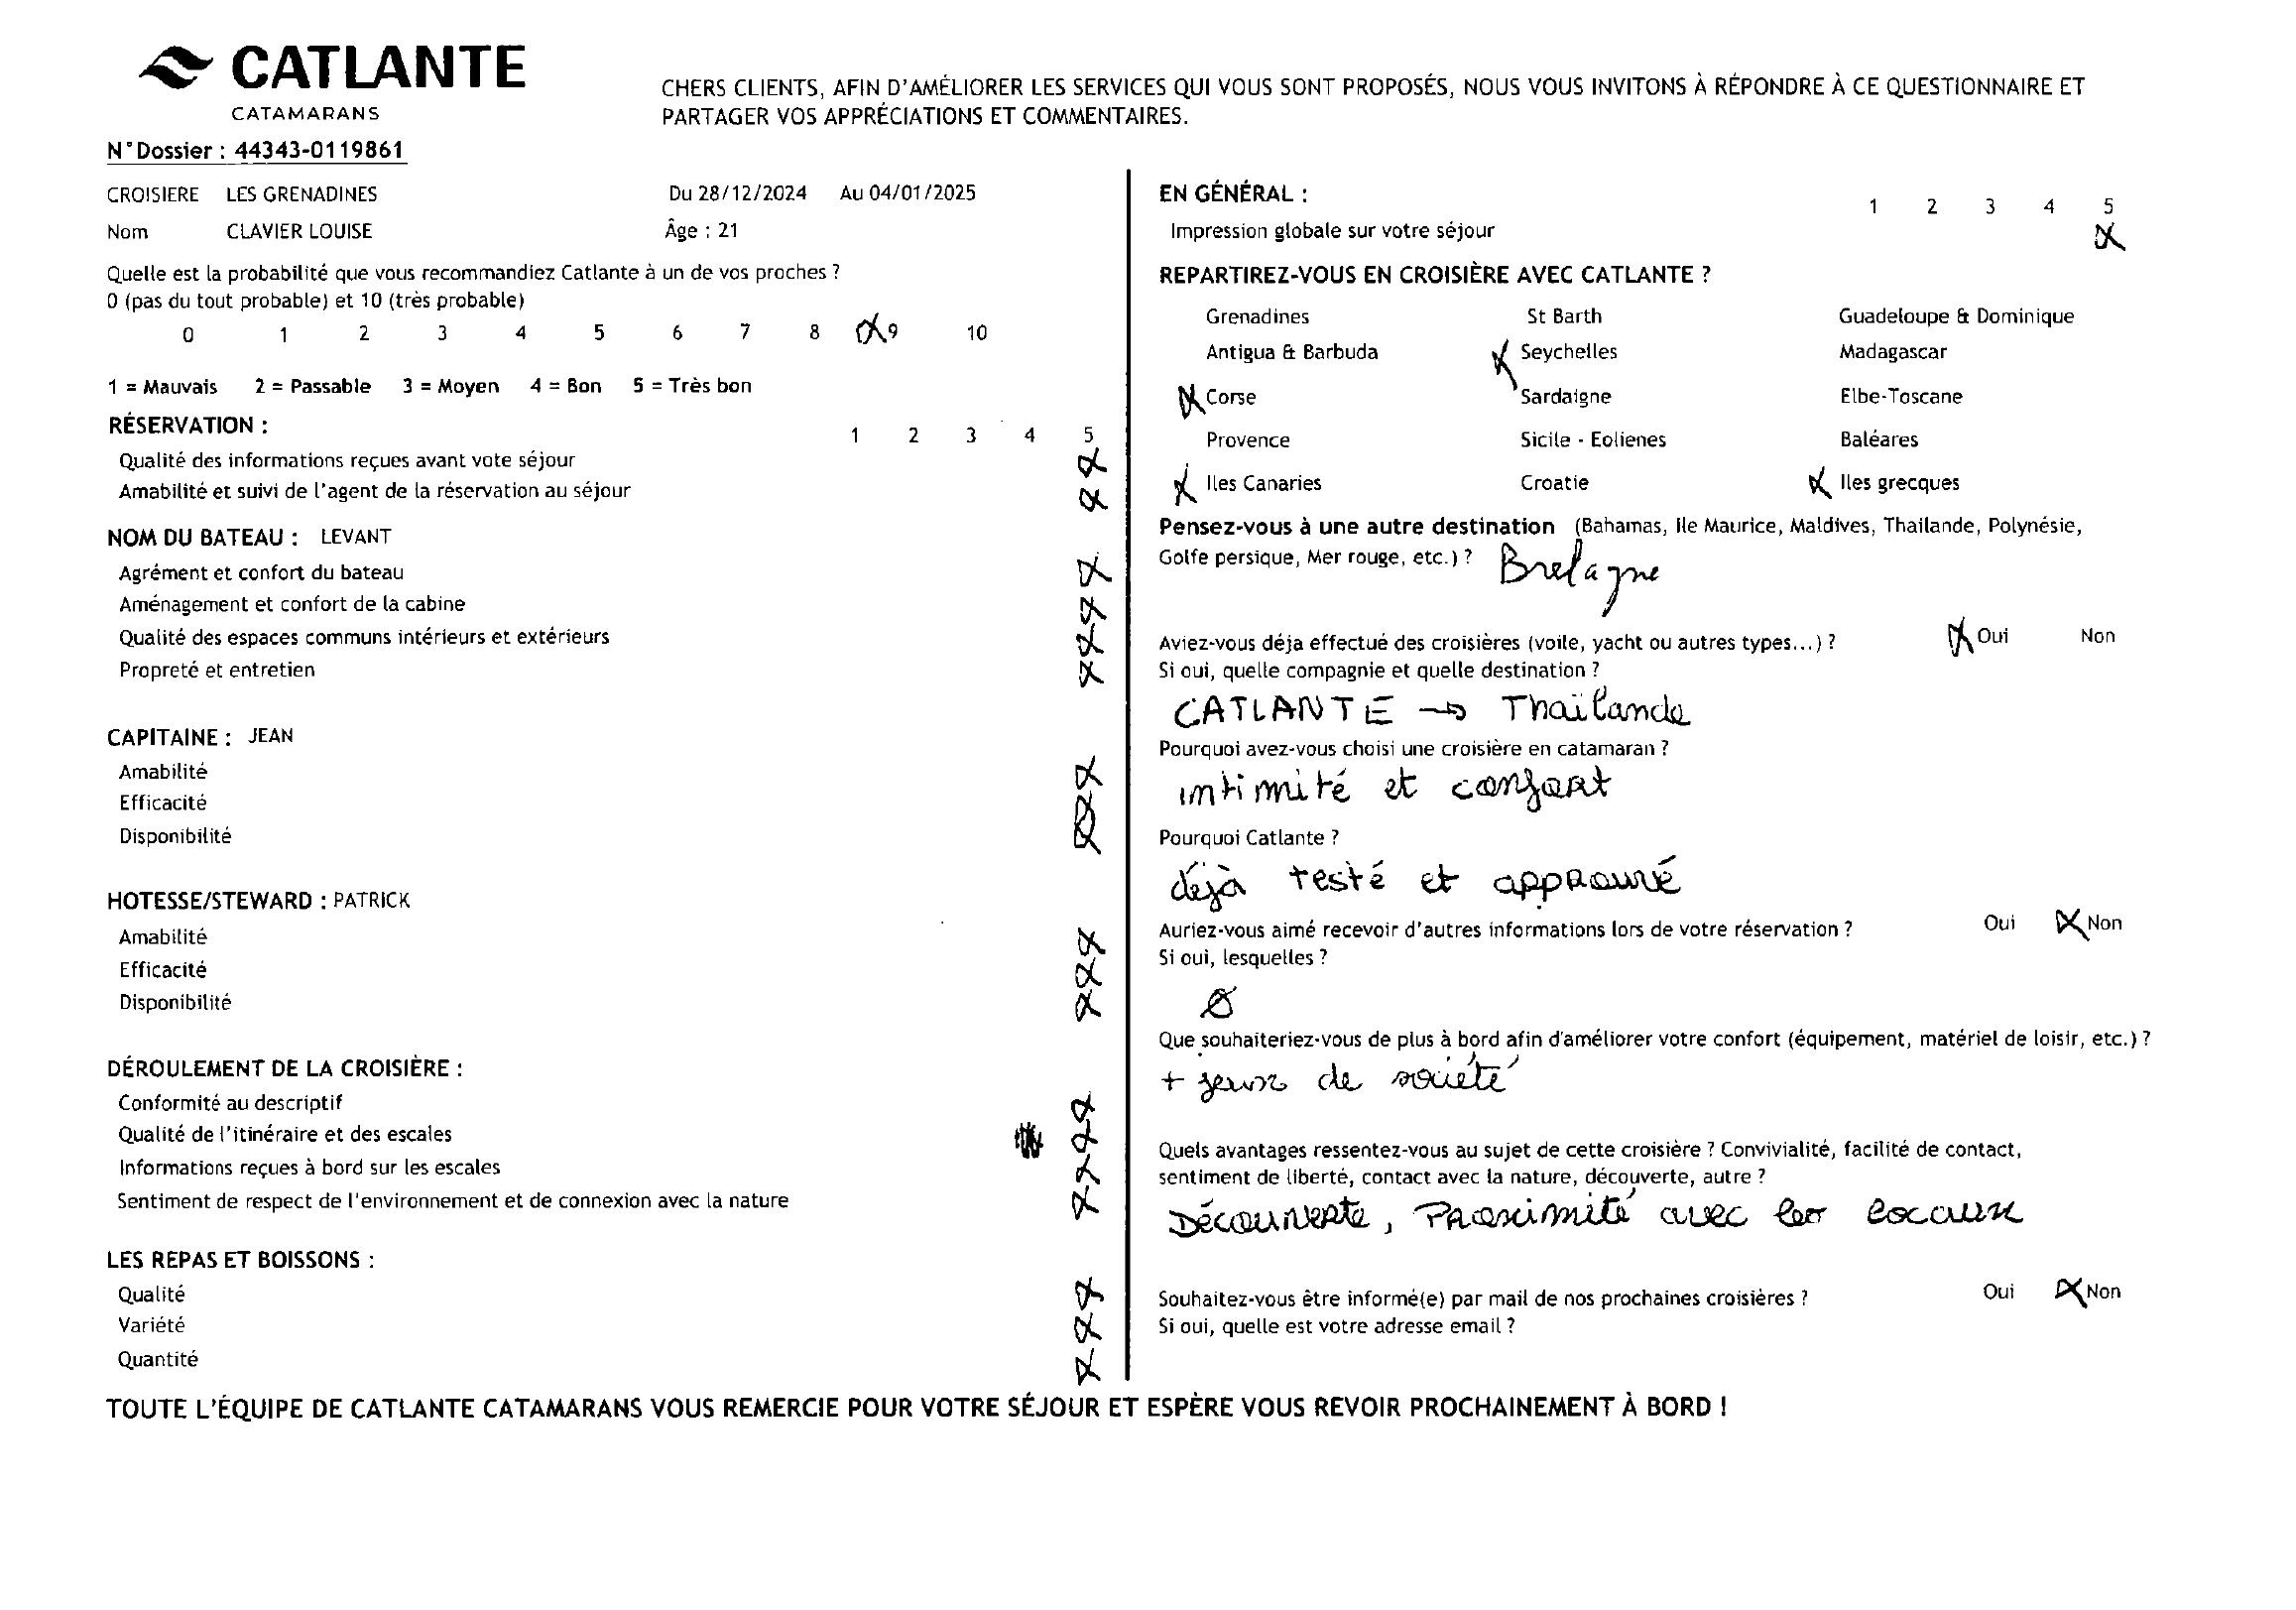 CATLANTE
CATAMARANS
CHERS CLIENTS, AFIN D'AMÉLIORER LES SERVICES QUI VOUS SONT PROPOSÉS, NOUS VOUS INVITONS À RÉPONDRE À CE QUESTIONNAIRE ET
PARTAGER VOS APPRÉCIATIONS ET COMMENTAIRES.
N°Dossier : 44343-0119861
CROISIERE LES GRENADINES Du 28/12/2024 Au 04/01/2025
Nom CLAVIER LOUISE Âge : 21
Quelle est la probabilité que vous recommandiez Catlante à un de vos proches ?
0 (pas du tout probable) et 10 (très probable)
0 1 2 3 4 5 6 7 8 9 10
1 = Mauvais 2 = Passable 3 = Moyen 4 = Bon 5 = Très bon
RÉSERVATION :
1 2 3 4 5
Qualité des informations reçues avant vote séjour
Amabilité et suivi de l'agent de la réservation au séjour
NOM DU BATEAU : LEVANT
Agrément et confort du bateau
Aménagement et confort de la cabine
Qualité des espaces communs intérieurs et extérieurs
Propreté et entretien
CAPITAINE : JEAN
Amabilité
Efficacité
Disponibilité
HOTESSE/STEWARD : PATRICK
Amabilité
Efficacité
Disponibilité
DÉROULEMENT DE LA CROISIÈRE :
Conformité au descriptif
Qualité de l'itinéraire et des escales
Informations reçues à bord sur les escales
Sentiment de respect de l'environnement et de connexion avec la nature
LES REPAS ET BOISSONS :
Qualité
Variété
Quantité
EN GÉNÉRAL :
1 2 3 4 5
Impression globale sur votre séjour
REPARTIREZ-VOUS EN CROISIÈRE AVEC CATLANTE ?
Grenadines St Barth Guadeloupe & Dominique
Antigua & Barbuda Seychelles Madagascar
Corse Sardaigne Elbe-Toscane
Provence Sicile - Eolienes Baléares
Iles Canaries Croatie Iles grecques
Pensez-vous à une autre destination (Bahamas, Ile Maurice, Maldives, Thailande, Polynésie,
Golfe persique, Mer rouge, etc.) ? Bretagne
Aviez-vous déja effectué des croisières (voile, yacht ou autres types...) ? Oui Non
Si oui, quelle compagnie et quelle destination ?
CATLANTE → Thaïlande
Pourquoi avez-vous choisi une croisière en catamaran ?
intimité et confort
Pourquoi Catlante ?
déjà testé et approuvé
Auriez-vous aimé recevoir d'autres informations lors de votre réservation ? Oui Non
Si oui, lesquelles ?
Ø
Que souhaiteriez-vous de plus à bord afin d'améliorer votre confort (équipement, matériel de loisir, etc.) ?
+ jeux de société
Quels avantages ressentez-vous au sujet de cette croisière ? Convivialité, facilité de contact,
sentiment de liberté, contact avec la nature, découverte, autre ?
Découverte, Proximité avec les locaux
Souhaitez-vous être informé(e) par mail de nos prochaines croisières ? Oui Non
Si oui, quelle est votre adresse email ?
TOUTE L'ÉQUIPE DE CATLANTE CATAMARANS VOUS REMERCIE POUR VOTRE SÉJOUR ET ESPÈRE VOUS REVOIR PROCHAINEMENT À BORD !